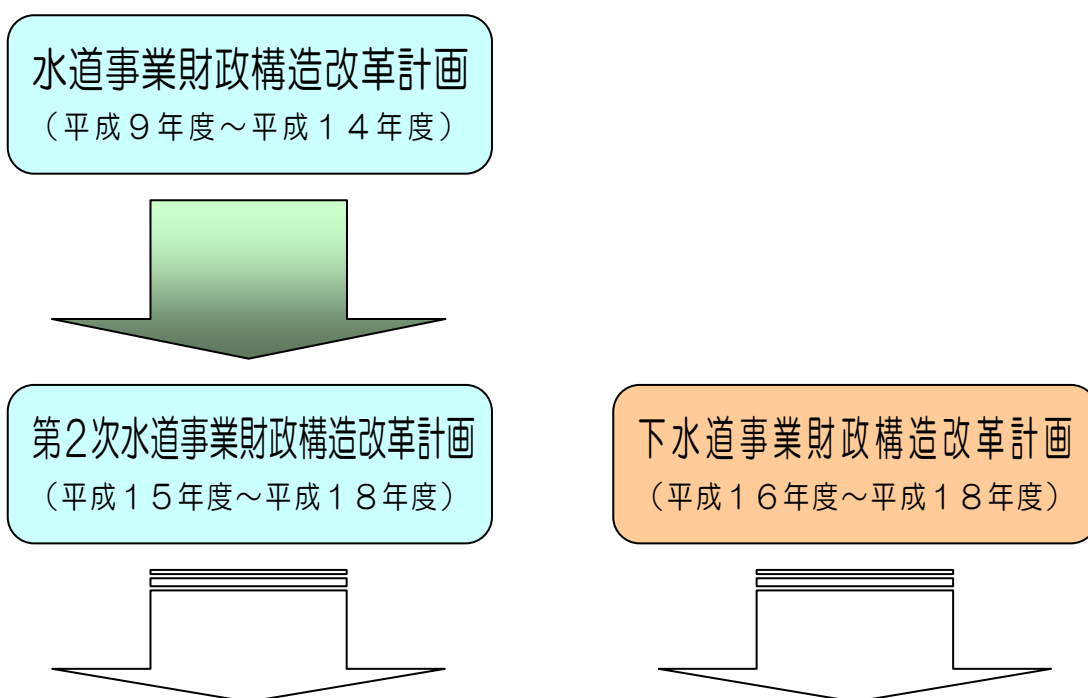 水道事業財政構造改革計画
（平成９年度～平成１４年度）
第２次水道事業財政構造改革計画
（平成１５年度～平成１８年度）
下水道事業財政構造改革計画
（平成１６年度～平成１８年度）